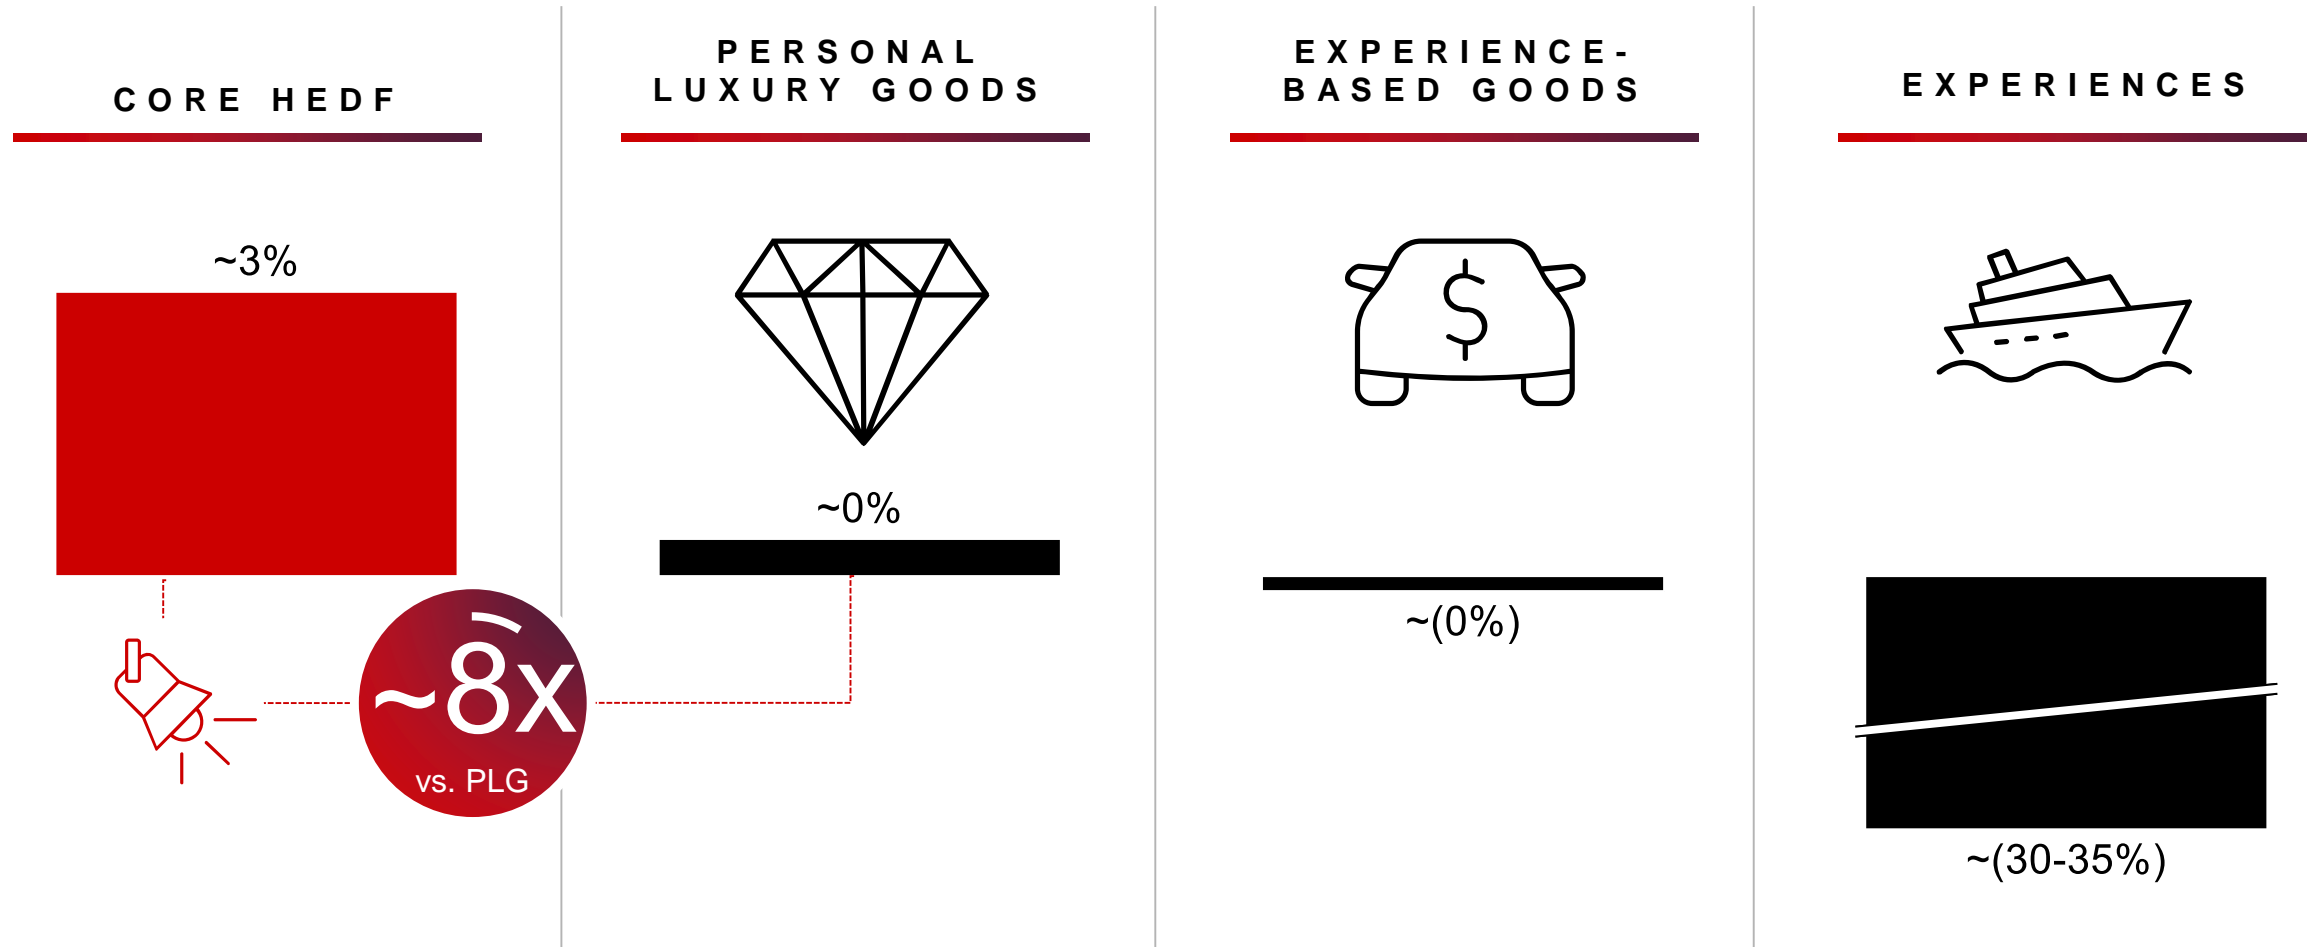 CORE HEDF
PERSONAL
LUXURY GOODS
EXPERIENCE-
BASED GOODS
EXPERIENCES
~3%
~0%
~(0%)
~(30-35%)
~8x
vs. PLG
$